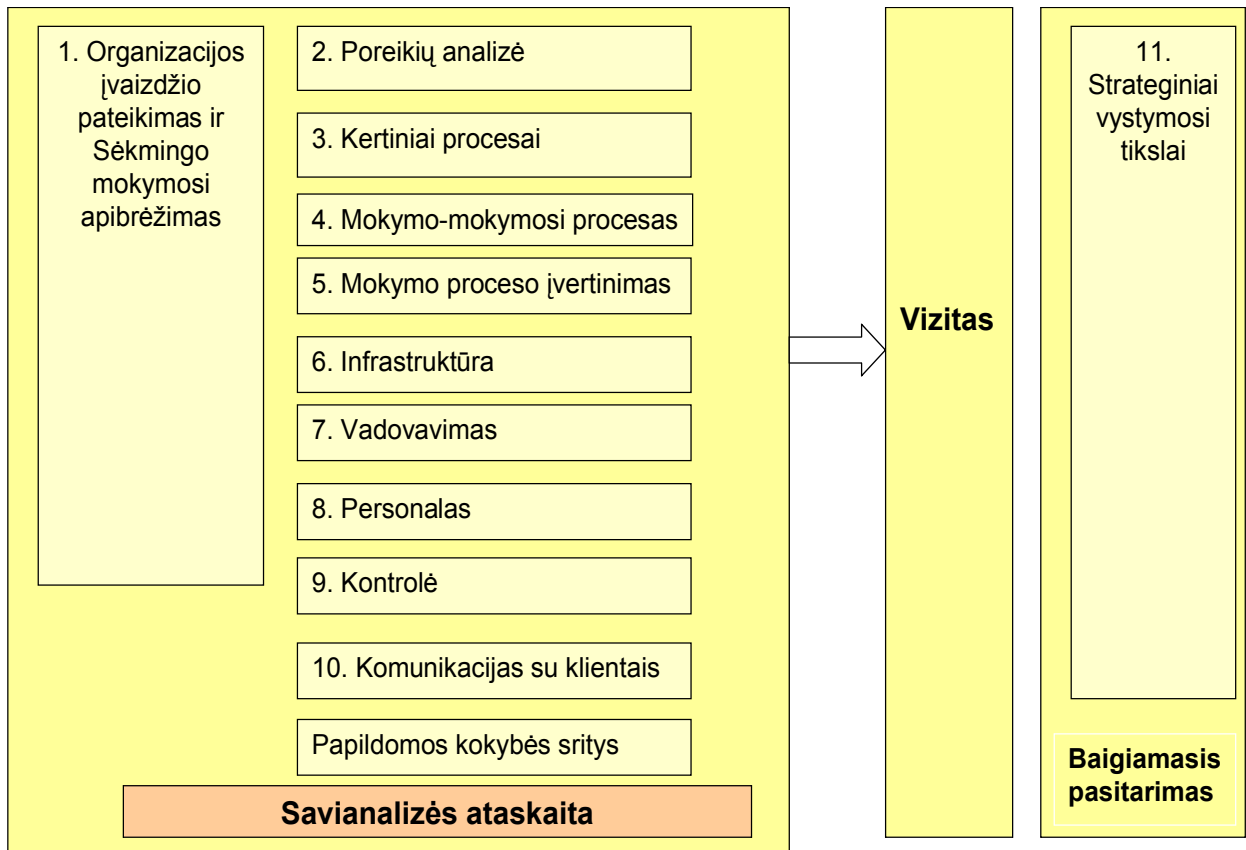 1. Organizacijos
įvaizdžio
pateikimas ir
Sėkmingo
mokymosi
apibrėžimas
2. Poreikių analizė
3. Kertiniai procesai
4. Mokymo-mokymosi procesas
5. Mokymo proceso įvertinimas
6. Infrastruktūra
7. Vadovavimas
8. Personalas
9. Kontrolė
10. Komunikacijas su klientais
Papildomos kokybės sritys
Savianalizės ataskaita
Vizitas
11.
Strateginiai
vystymosi
tikslai
Baigiamasis
pasitarimas